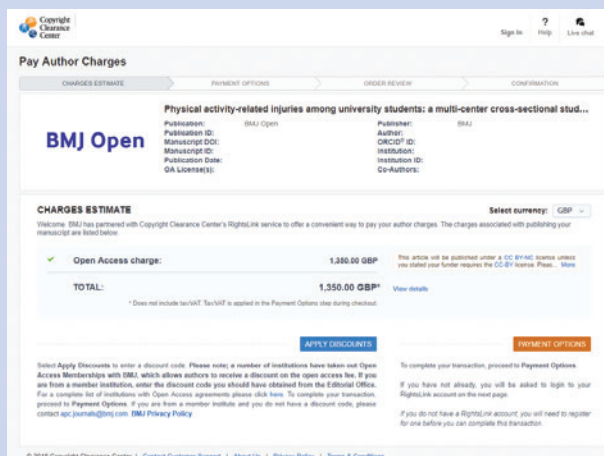 Copyright
Clearance
Center
Sign In
?
Help
Live chat
Pay Author Charges
CHARGES ESTIMATE
PAYMENT OPTIONS
ORDER REVIEW
CONFIRMATION
BMJ Open
Physical activity-related injuries among university students: a multi-center cross-sectional stud...
Publication: BMJ Open
Publication ID:
Manuscript DOI:
Manuscript ID:
Publication Date:
OA License(s):
Publisher: BMJ
Author:
ORCID® ID:
Institution:
Institution ID:
Co-Authors:
CHARGES ESTIMATE
Select currency: GBP
Welcome. BMJ has partnered with Copyright Clearance Center's RightsLink service to offer a convenient way to pay your author charges. The charges associated with publishing your
manuscript are listed below.
Open Access charge: 1,350.00 GBP
This article will be published under a CC BY-NC license unless
you stated your funder requires the CC-BY license. Pleas... More
TOTAL: 1,350.00 GBP*
View details
* Does not include tax/VAT. Tax/VAT is applied in the Payment Options step during checkout.
APPLY DISCOUNTS
Select Apply Discounts to enter a discount code. Please note; a number of institutions have taken out Open
Access Memberships with BMJ, which allows authors to receive a discount on the open access fee. If you
are from a member institution, enter the discount code you should have obtained from the Editorial Office.
For a complete list of institutions with Open Access agreements please click here. To complete your transaction,
proceed to Payment Options. If you are from a member institute and you do not have a discount code, please
contact apc.journals@bmj.com. BMJ Privacy Policy
PAYMENT OPTIONS
To complete your transaction, proceed to Payment Options.
If you have not already, you will be asked to login to your
RightsLink account on the next page.
If you do not have a RightsLink account, you will need to register
for one before you can complete this transaction.
Copyright Clearance Center | Contact Customer Support | About Us | Privacy Policy | Terms & Conditions